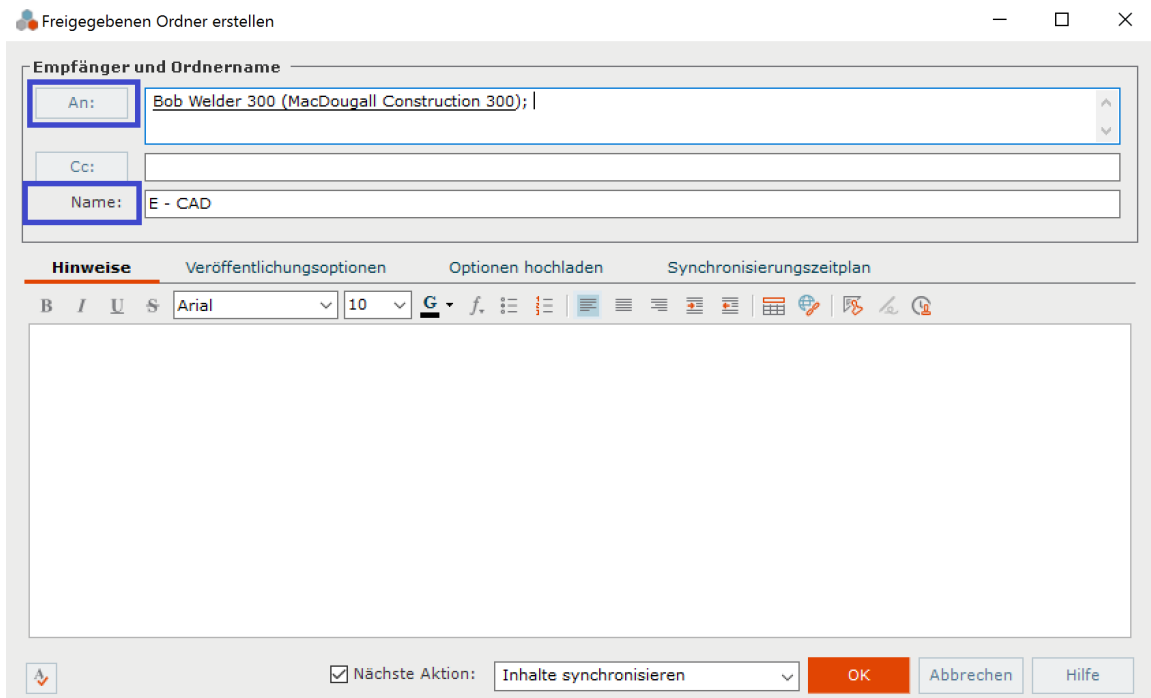 Freigegebenen Ordner erstellen
Empfänger und Ordnername
An: Bob Welder 300 (MacDougall Construction 300);
Cc:
Name: E - CAD
Hinweise Veröffentlichungsoptionen Optionen hochladen Synchronisierungszeitplan
B I U S Arial 10 G f
Nächste Aktion: Inhalte synchronisieren OK Abbrechen Hilfe